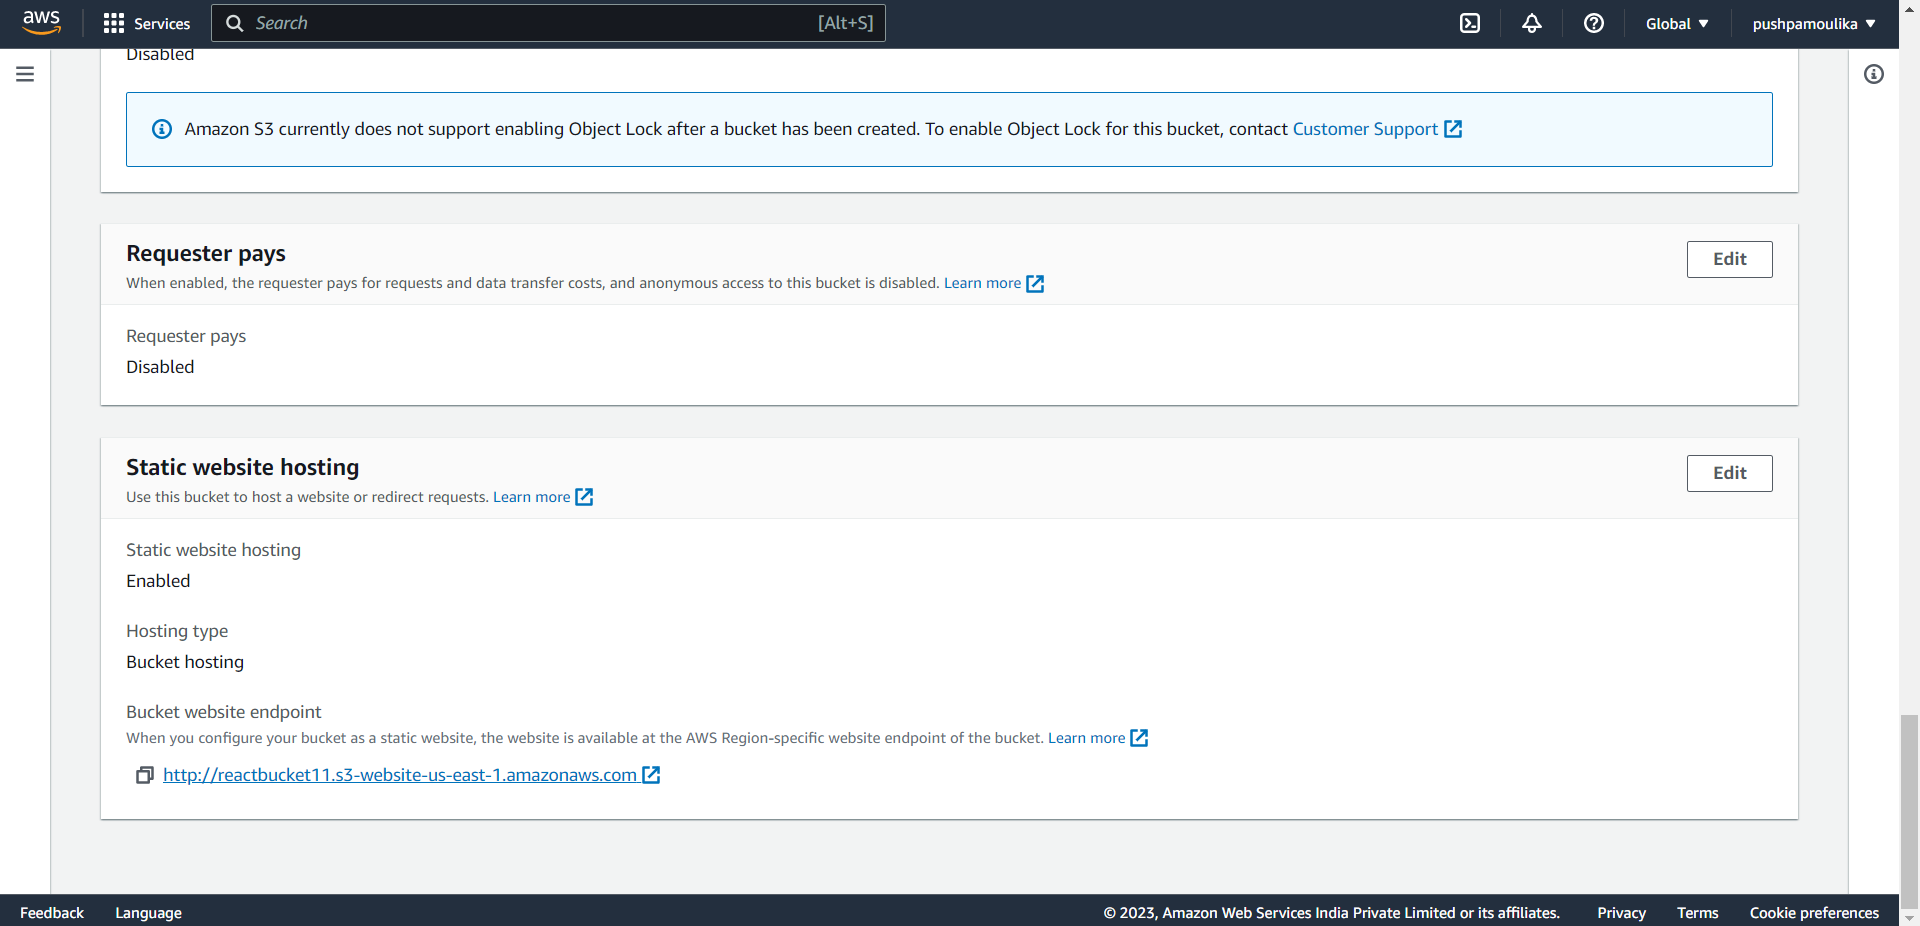 aws
Services
Search
[Alt+S]
Global
pushpamoulika
Disabled
Amazon S3 currently does not support enabling Object Lock after a bucket has been created. To enable Object Lock for this bucket, contact Customer Support
Requester pays
Edit
When enabled, the requester pays for requests and data transfer costs, and anonymous access to this bucket is disabled. Learn more
Requester pays
Disabled
Static website hosting
Edit
Use this bucket to host a website or redirect requests. Learn more
Static website hosting
Enabled
Hosting type
Bucket hosting
Bucket website endpoint
When you configure your bucket as a static website, the website is available at the AWS Region-specific website endpoint of the bucket. Learn more
http://reactbucket11.s3-website-us-east-1.amazonaws.com
Feedback
Language
© 2023, Amazon Web Services India Private Limited or its affiliates.
Privacy
Terms
Cookie preferences